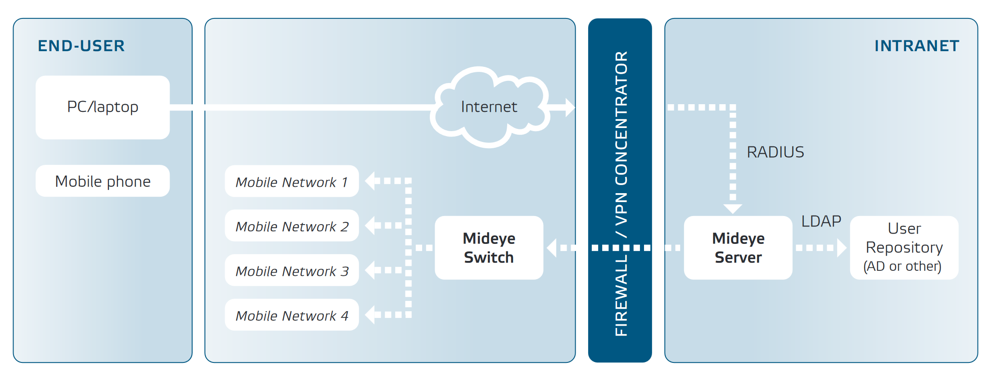 END-USER
PC/laptop
Mobile phone
Internet
Mobile Network 1
Mobile Network 2
Mobile Network 3
Mobile Network 4
Mideye
Switch
FIREWALL / VPN CONCENTRATOR
INTRANET
RADIUS
Mideye
Server
LDAP
User
Repository
(AD or other)